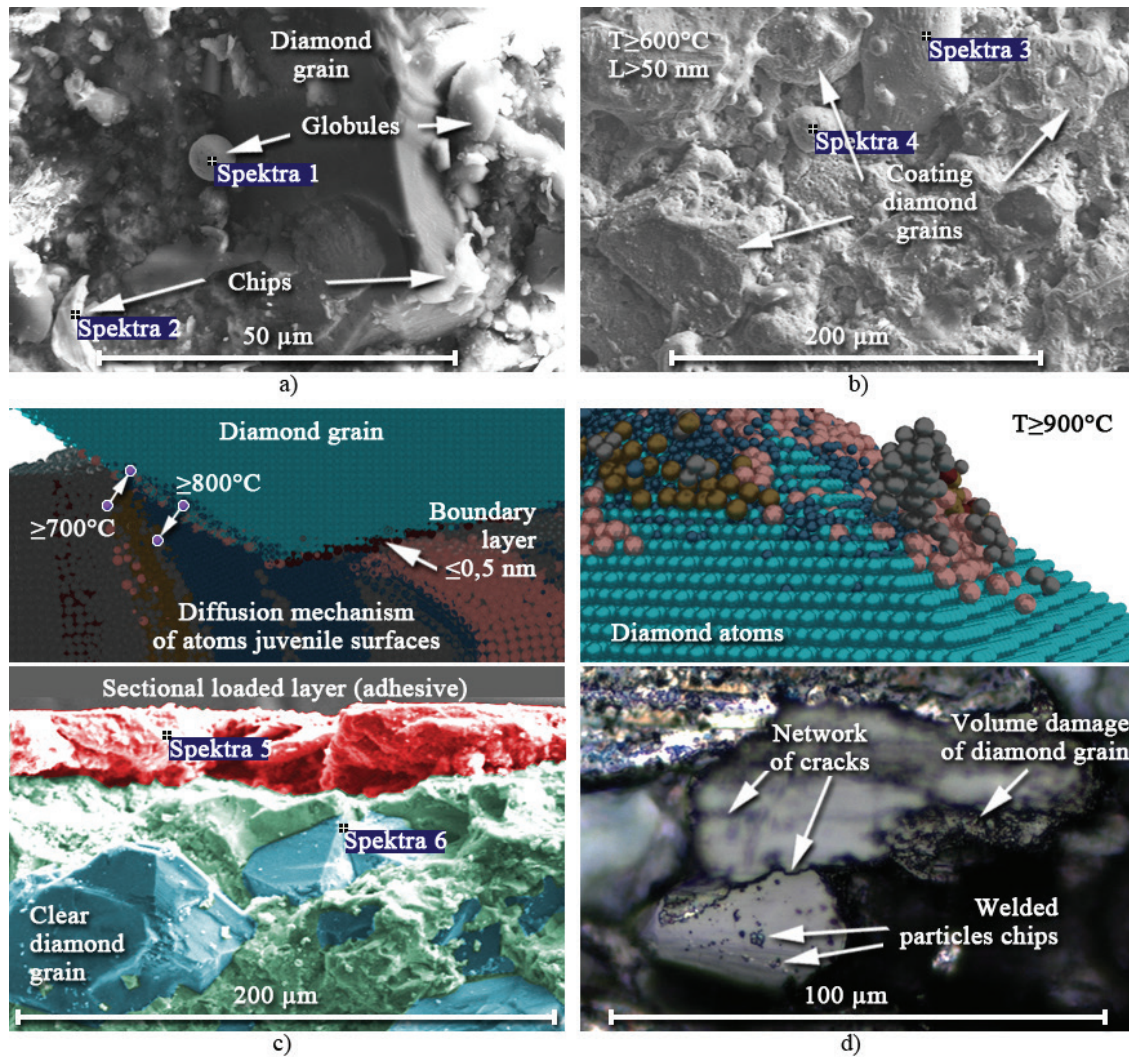 Diamond
grain
Globules
Spektra 1
Chips
Spektra 2
50 µm
a)
T≥600°C
L>50 nm
Spektra 3
Spektra 4
Coating
diamond
grains
200 µm
b)
Diamond grain
≥800°C
≥700°C
Boundary
layer
≤0,5 nm
Diffusion mechanism
of atoms juvenile surfaces
Sectional loaded layer (adhesive)
Spektra 5
Spektra 6
Clear
diamond
grain
200 µm
c)
T≥900°C
Diamond atoms
Network
of cracks
Volume damage
of diamond grain
Welded
particles chips
100 µm
d)